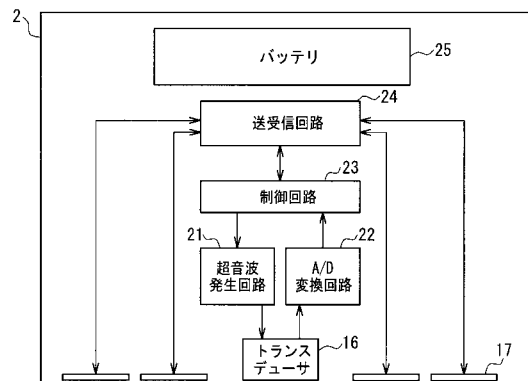 2
バッテリ
25
24
送受信回路
23
制御回路
21
超音波
発生回路
22
A/D
変換回路
トランス
デューサ
16
17